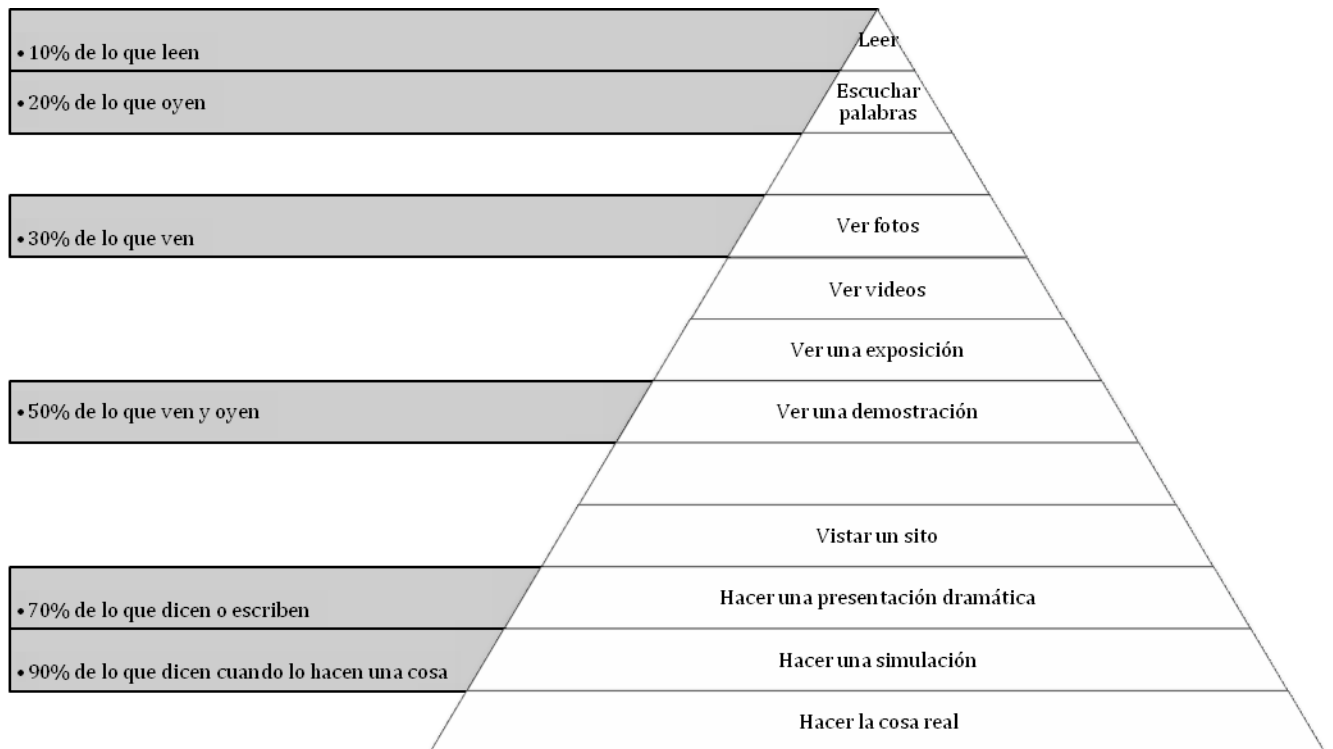 • 10% de lo que leen
Leer
• 20% de lo que oyen
Escuchar
palabras
• 30% de lo que ven
Ver fotos
Ver videos
Ver una exposición
• 50% de lo que ven y oyen
Ver una demostración
Vistar un sito
• 70% de lo que dicen o escriben
Hacer una presentación dramática
• 90% de lo que dicen cuando lo hacen una cosa
Hacer una simulación
Hacer la cosa real